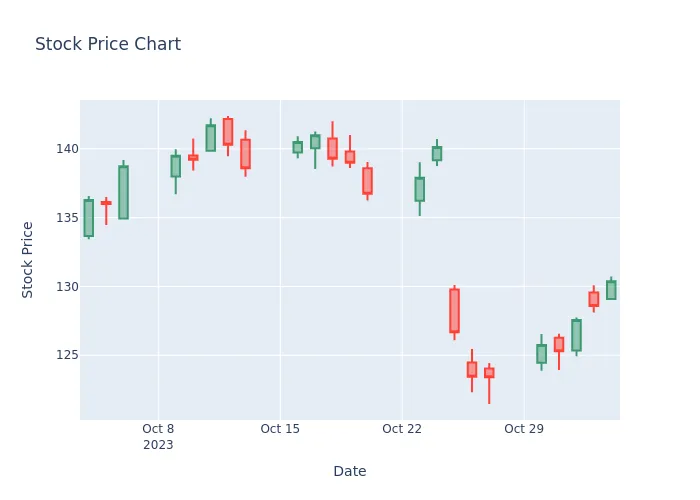 Stock Price Chart
Stock Price
140
135
130
125
Oct 8
2023
Oct 15
Oct 22
Oct 29
Date